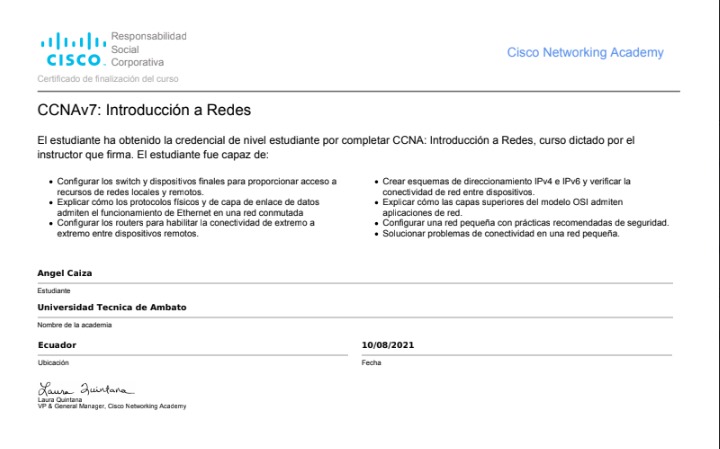 Responsabilidad
Social
CISCO. Corporativa
Cisco Networking Academy
Certificado de finalización del curso
CCNAv7: Introducción a Redes
El estudiante ha obtenido la credencial de nivel estudiante por completar CCNA: Introducción a Redes, curso dictado por el
instructor que firma. El estudiante fue capaz de:
• Configurar los switch y dispositivos finales para proporcionar acceso a
recursos de redes locales y remotos.
• Explicar cómo los protocolos físicos y de capa de enlace de datos
admiten el funcionamiento de Ethernet en una red conmutada
• Configurar los routers para habilitar la conectividad de extremo a
extremo entre dispositivos remotos.
• Crear esquemas de direccionamiento IPv4 e IPv6 y verificar la
conectividad de red entre dispositivos.
• Explicar cómo las capas superiores del modelo OSI admiten
aplicaciones de red.
• Configurar una red pequeña con prácticas recomendadas de seguridad.
• Solucionar problemas de conectividad en una red pequeña.
Angel Caiza
Estudiante
Universidad Tecnica de Ambato
Nombre de la academia
Ecuador
Ubicación
10/08/2021
Fecha
Laura Quintana
Laura Quintana
VP & General Manager, Cisco Networking Academy